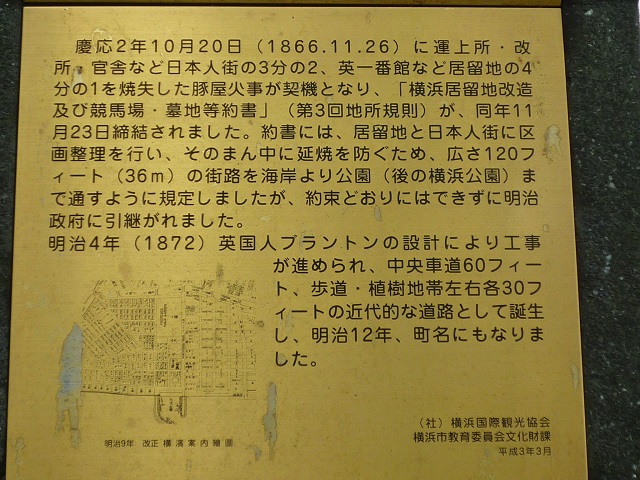 慶応2年10月20日（1866.11.26）に運上所・改
所・官舎など日本人街の3分の2、英一番館など居留地の4
分の1を焼失した豚屋火事が契機となり、「横浜居留地改造
及び競馬場・墓地等約書」（第3回地所規則）が、同年11
月23日締結されました。約書には、居留地と日本人街に区
画整理を行い、そのまん中に延焼を防ぐため、広さ120フ
ィート（36m）の街路を海岸より公園（後の横浜公園）ま
で通すように規定しましたが、約束どおりにはできずに明治
政府に引継がれました。
明治4年（1872）英国人ブラントンの設計により工事
が進められ、中央車道60フィー
ト、歩道・植樹地帯左右各30フ
ィートの近代的な道路として誕生
し、明治12年、町名にもなりま
した。
明治9年 改正横濱案内繪圖
（社）横浜国際観光協会
横浜市教育委員会文化財課
平成3年3月